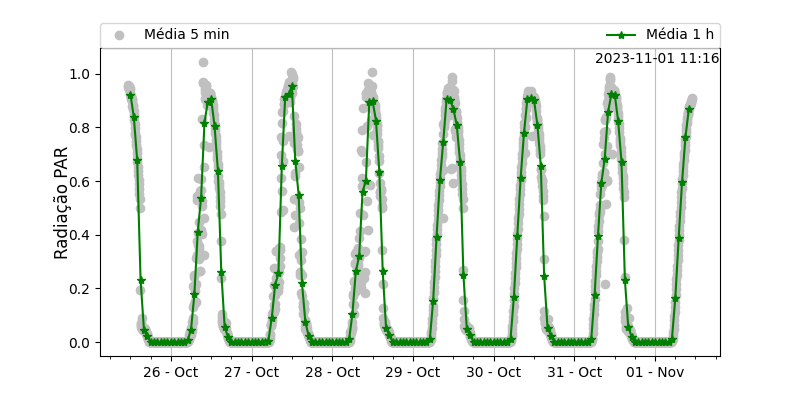 Média 5 min
Média 1 h
2023-11-01 11:16
Radiação PAR
1.0
0.8
0.6
0.4
0.2
0.0
26 - Oct
27 - Oct
28 - Oct
29 - Oct
30 - Oct
31 - Oct
01 - Nov